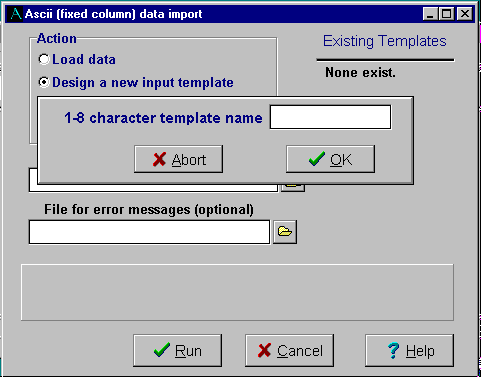 Ascii (fixed column) data import
Action
Load data
Design a new input template
Existing Templates
None exist.
1-8 character template name
Abort
OK
File for error messages (optional)
Run
Cancel
Help